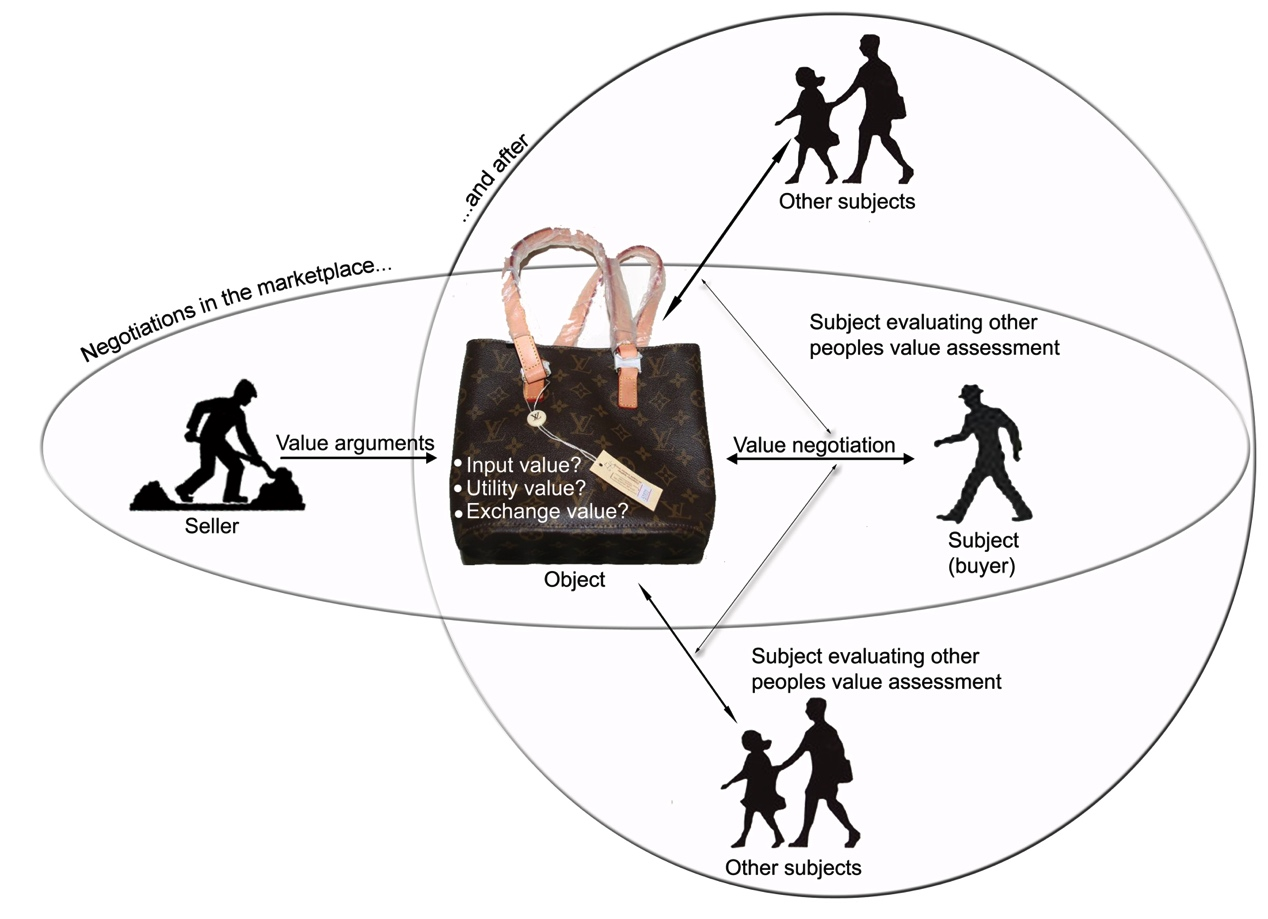 ...and after
Other subjects
Negotiations in the marketplace...
Subject evaluating other
peoples value assessment
Value arguments
Value negotiation
• Input value?
• Utility value?
• Exchange value?
Seller
Subject
(buyer)
Object
Subject evaluating other
peoples value assessment
Other subjects